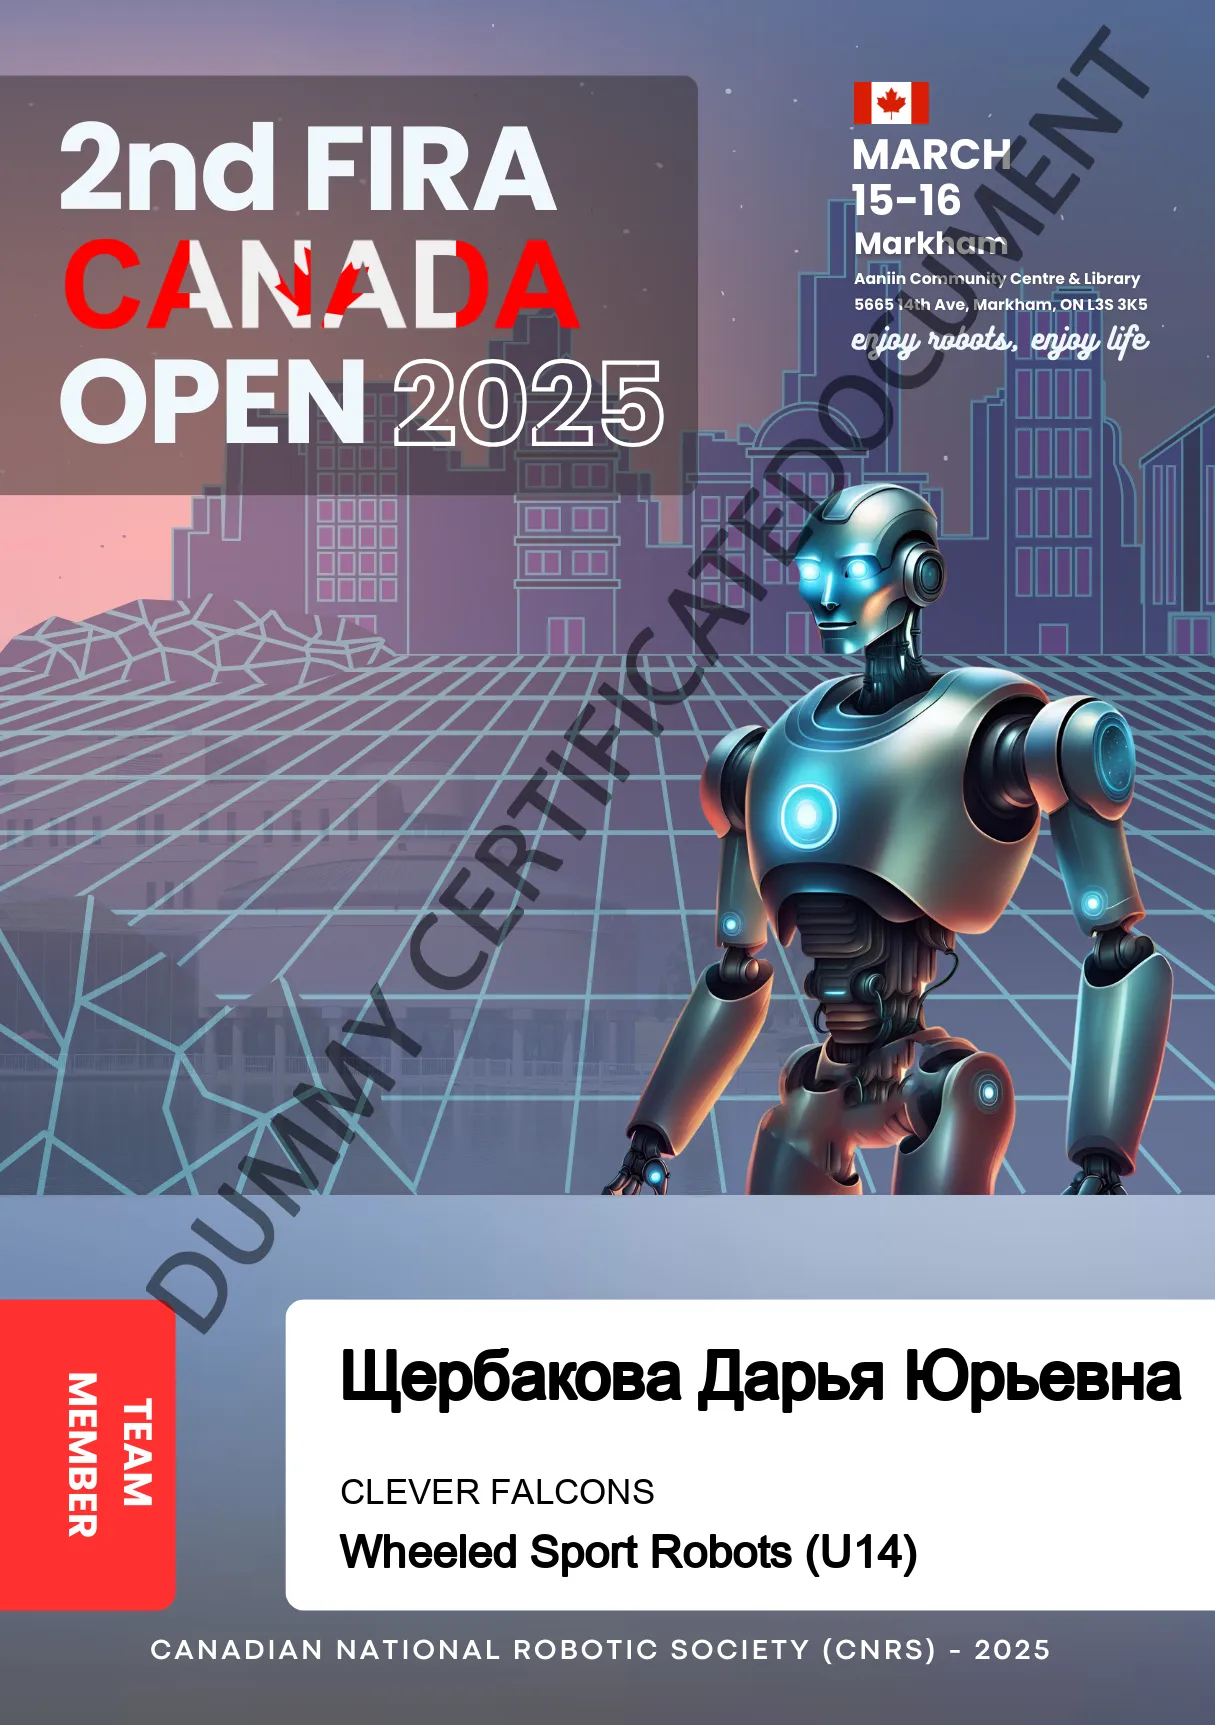 2nd FIRA
CANADA
OPEN 2025
MARCH
15-16
Markham
Aaniin Community Centre & Library
5665 14th Ave, Markham, ON L3S 3K5
enjoy robots, enjoy life
DUMMY CERTIFICATEDOCUMENT
TEAM
MEMBER
Щербакова Дарья Юрьевна
CLEVER FALCONS
Wheeled Sport Robots (U14)
CANADIAN NATIONAL ROBOTIC SOCIETY (CNRS) - 2025